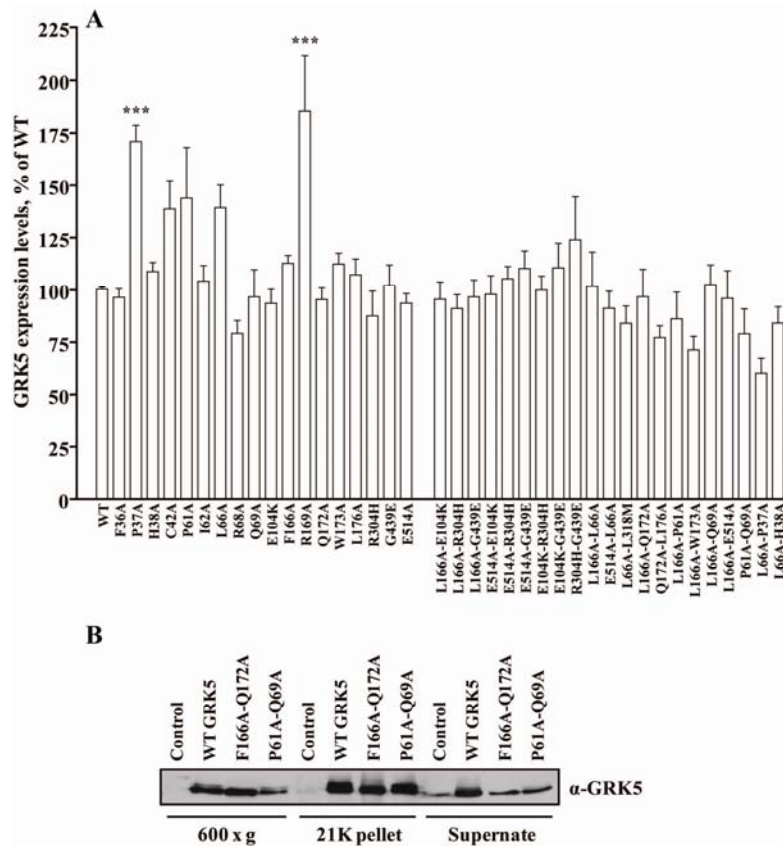 A
GRK5 expression levels, % of WT
225
200
175
150
125
100
75
50
25
0
***
***
WT
F36A
P37A
H38A
C42A
P61A
I62A
L66A
R68A
Q69A
E104K
F166A
R169A
Q172A
W173A
L176A
R304H
G439E
E514A
L166A-E104K
L166A-R304H
L166A-G439E
E514A-E104K
E514A-R304H
E514A-G439E
E104K-R304H
E104K-G439E
R304H-G439E
L166A-L66A
E514A-L66A
L66A-L318M
L166A-Q172A
Q172A-L176A
L166A-P61A
L166A-W173A
L166A-Q69A
L166A-E514A
P61A-Q69A
L66A-P37A
L66A-H38A
B
Control
WT GRK5
F166A-Q172A
P61A-Q69A
Control
WT GRK5
F166A-Q172A
P61A-Q69A
Control
WT GRK5
F166A-Q172A
P61A-Q69A
α-GRK5
600 x g
21K pellet
Supernate